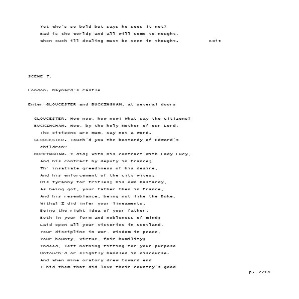 Yet who's so bold but says he sees it not?
Bad is the world; and all will come to nought,
When such ill dealing must be seen in thought. Exit
SCENE 7.
London. Baynard's Castle
Enter GLOUCESTER and BUCKINGHAM, at several doors
GLOUCESTER. How now, how now! What say the citizens?
BUCKINGHAM. Now, by the holy Mother of our Lord,
The citizens are mum, say not a word.
GLOUCESTER. Touch'd you the bastardy of Edward's
children?
BUCKINGHAM. I did; with his contract with Lady Lucy,
And his contract by deputy in France;
Th' insatiate greediness of his desire,
And his enforcement of the city wives;
His tyranny for trifles; his own bastardy,
As being got, your father then in France,
And his resemblance, being not like the Duke.
Withal I did infer your lineaments,
Being the right idea of your father,
Both in your form and nobleness of mind;
Laid open all your victories in Scotland,
Your discipline in war, wisdom in peace,
Your bounty, virtue, fair humility;
Indeed, left nothing fitting for your purpose
Untouch'd or slightly handled in discourse.
And when mine oratory drew toward end
I bid them that did love their country's good